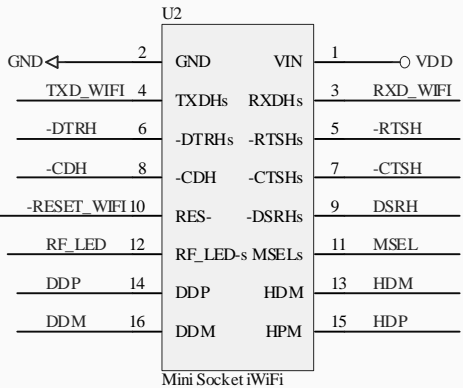 U2
GND 2 GND VIN 1 VDD
TXD_WIFI 4 TXDHs RXDHs 3 RXD_WIFI
-DTRH 6 -DTRHs -RTSHs 5 -RTSH
-CDH 8 -CDH -CTSHs 7 -CTSH
-RESET_WIFI 10 RES- -DSRHs 9 DSRH
RF_LED 12 RF_LED-s MSELs 11 MSEL
DDP 14 DDP HDM 13 HDM
DDM 16 DDM HPM 15 HDP
Mini Socket iWiFi